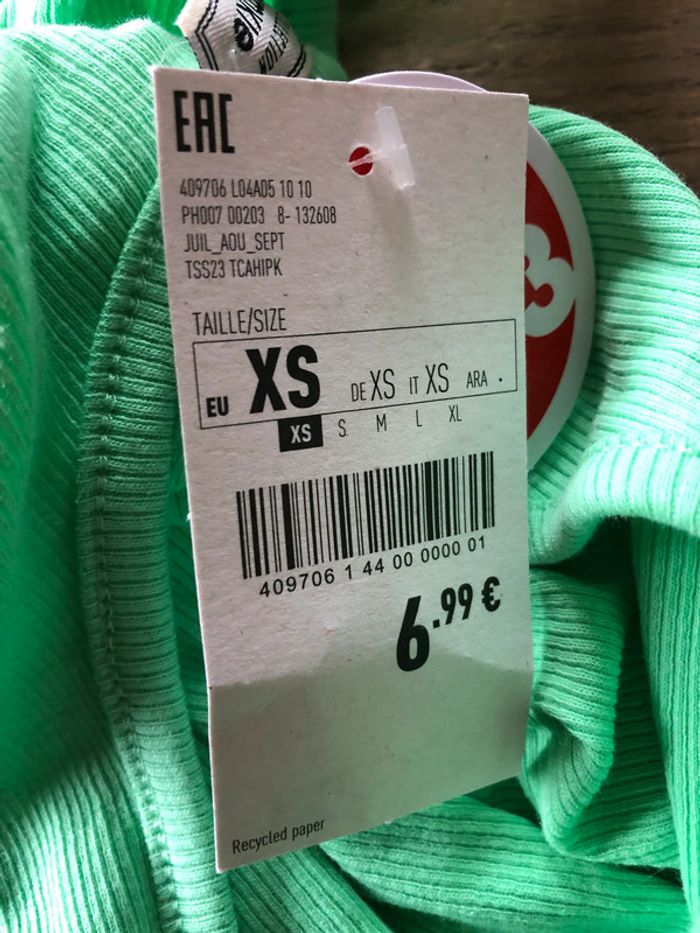 EAC
409706 L04A05 10 10
PH007 00203 8- 132608
JUIL_AOU_SEPT
TSS23 TCAHIPK
TAILLE/SIZE
EU XS DE XS IT XS ARA .
XS S M L XL
409706 1 44 00 0000 01
6.99 €
Recycled paper